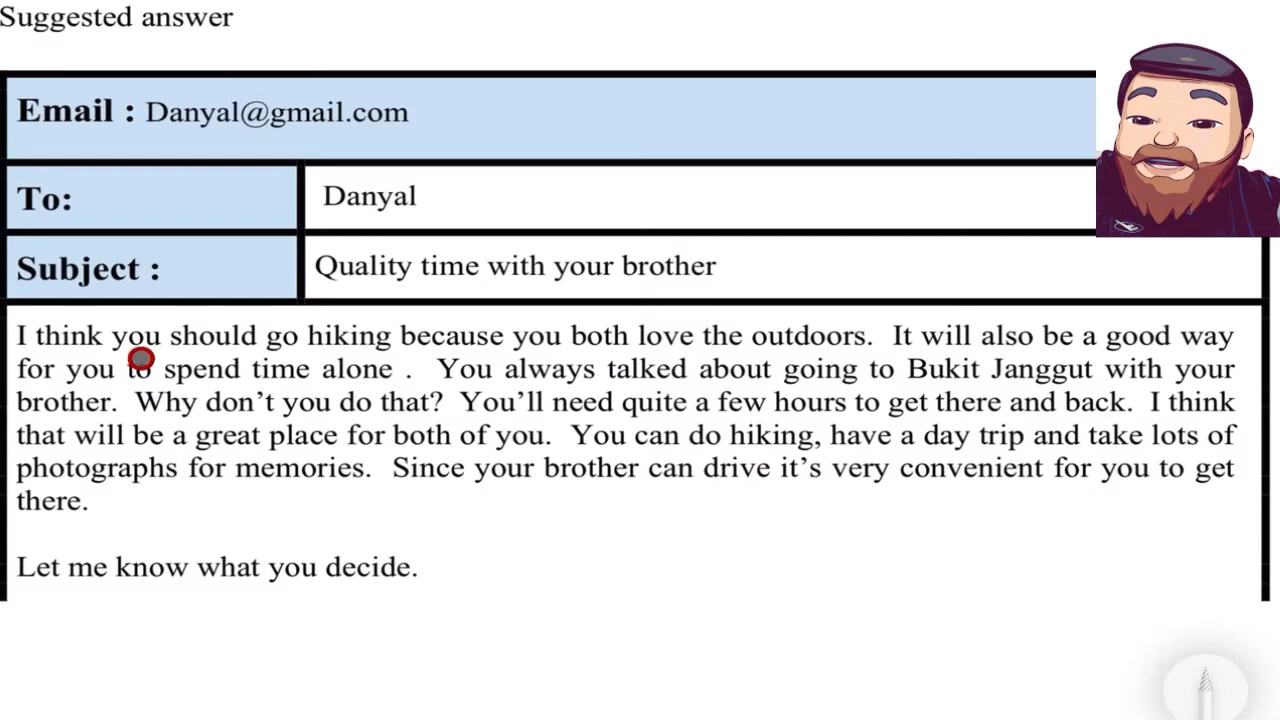 Suggested answer
Email : Danyal@gmail.com
To: Danyal
Subject : Quality time with your brother
I think you should go hiking because you both love the outdoors. It will also be a good way
for you to spend time alone . You always talked about going to Bukit Janggut with your
brother. Why don’t you do that? You’ll need quite a few hours to get there and back. I think
that will be a great place for both of you. You can do hiking, have a day trip and take lots of
photographs for memories. Since your brother can drive it’s very convenient for you to get
there.
Let me know what you decide.